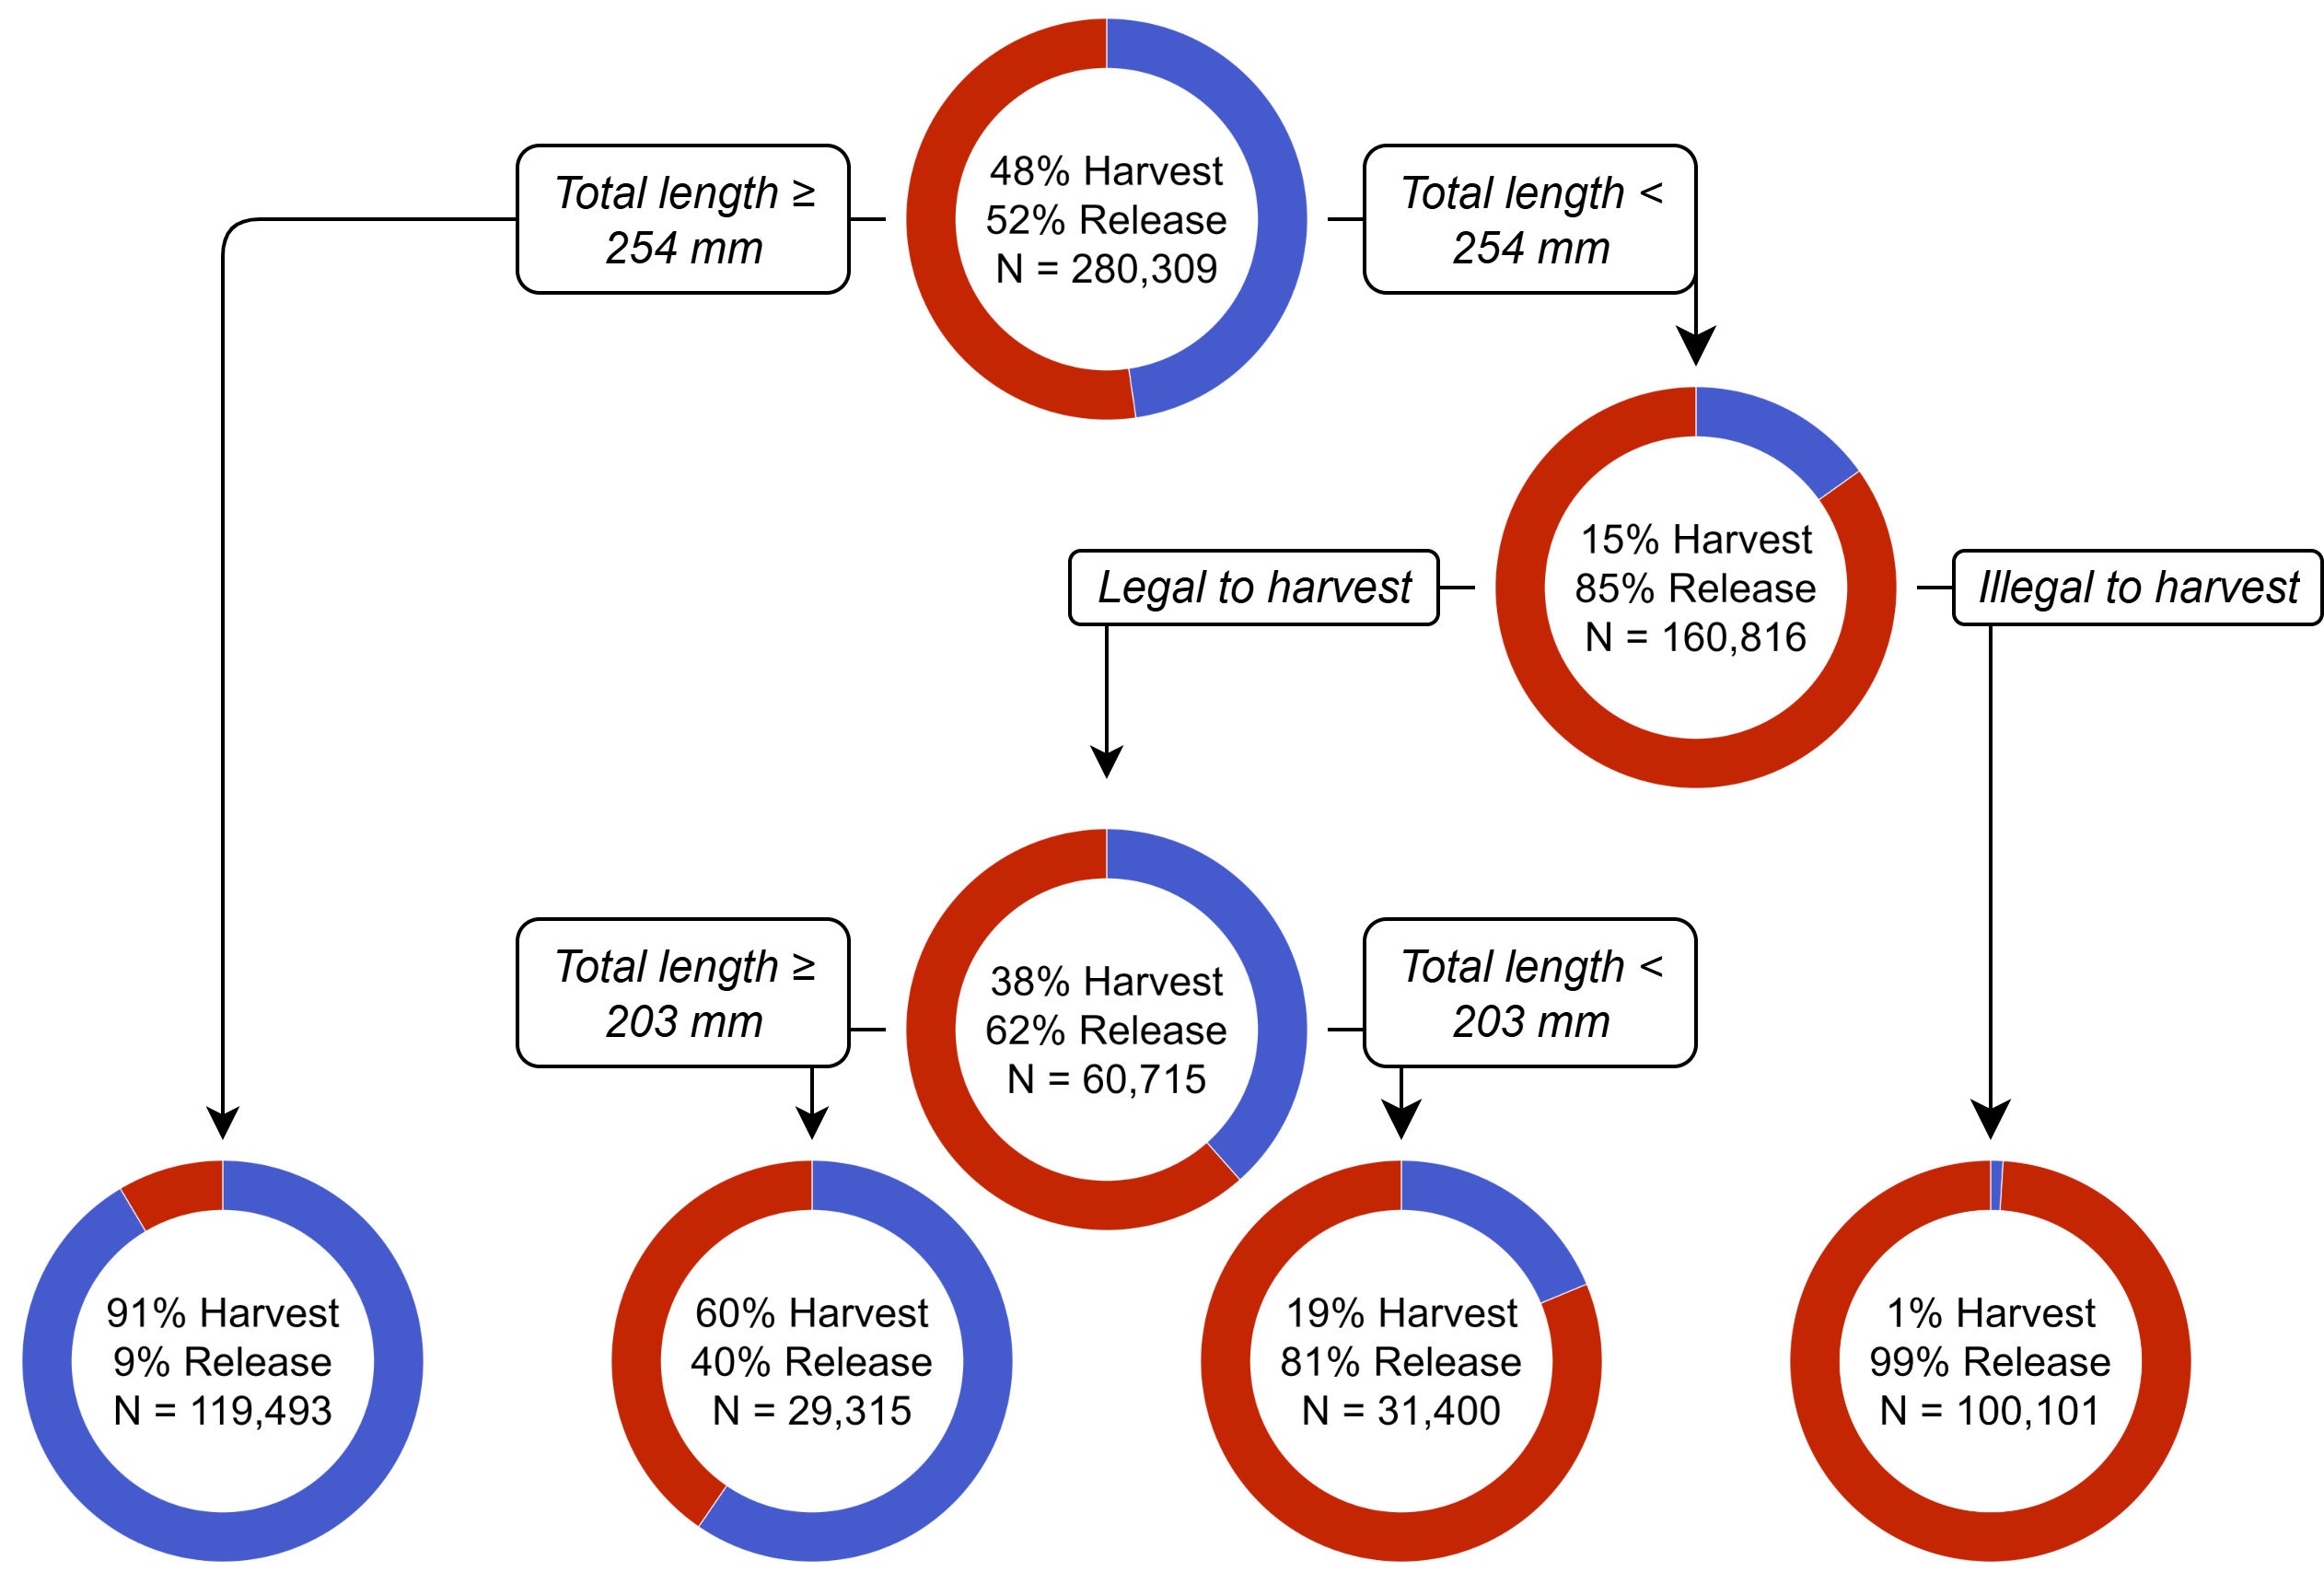 48% Harvest
52% Release
N = 280,309
Total length ≥
254 mm
Total length <
254 mm
15% Harvest
85% Release
N = 160,816
Legal to harvest
Illegal to harvest
38% Harvest
62% Release
N = 60,715
Total length ≥
203 mm
Total length <
203 mm
91% Harvest
9% Release
N = 119,493
60% Harvest
40% Release
N = 29,315
19% Harvest
81% Release
N = 31,400
1% Harvest
99% Release
N = 100,101